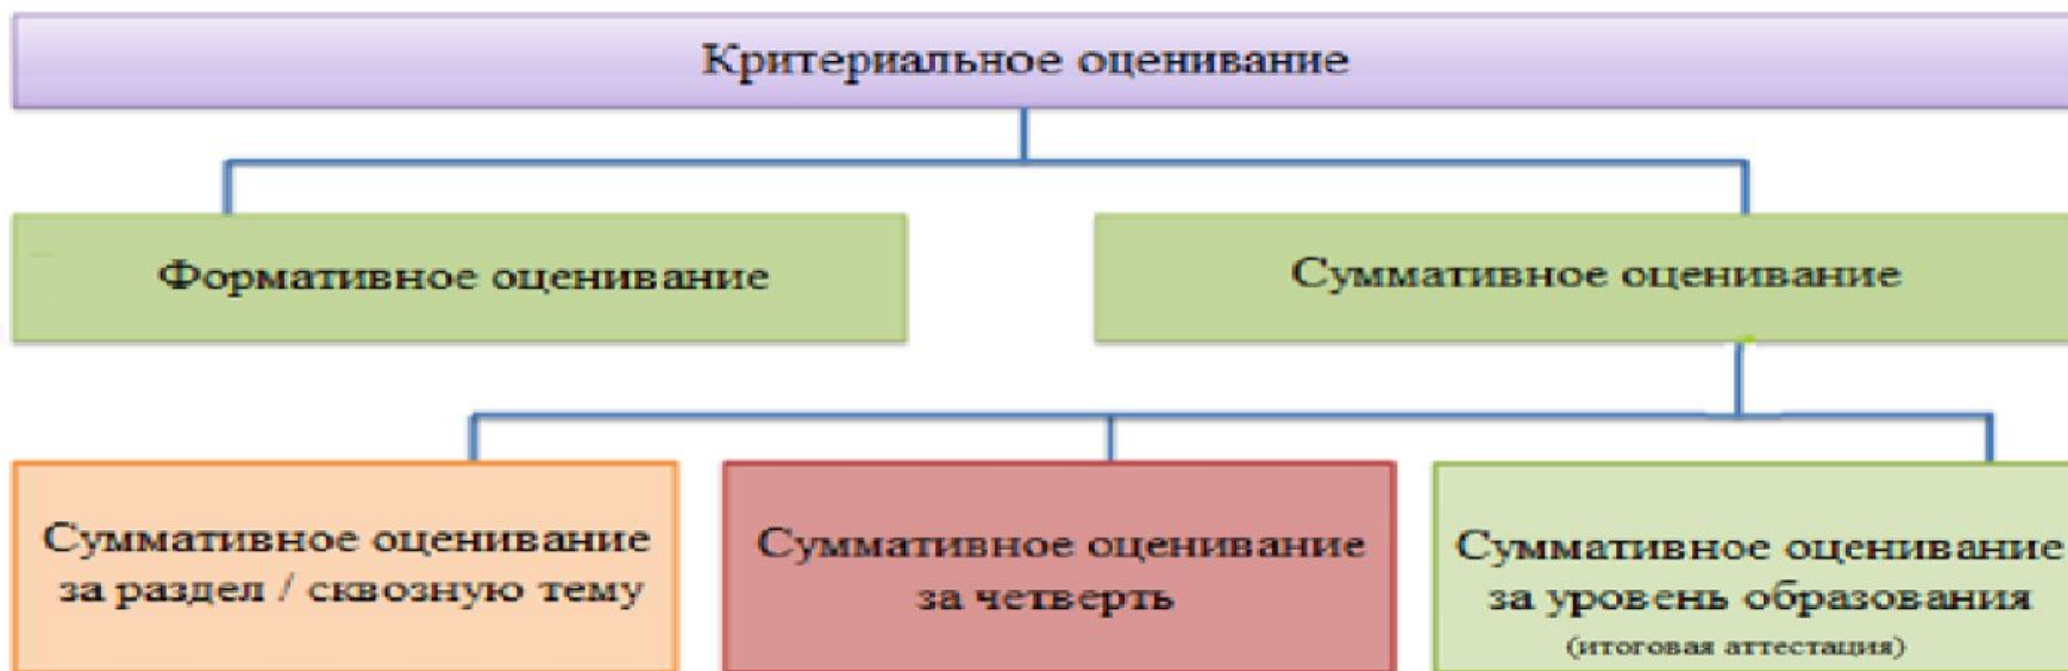 Критериальное оценивание
Формативное оценивание
Суммативное оценивание
Суммативное оценивание
за раздел / сквозную тему
Суммативное оценивание
за четверть
Суммативное оценивание
за уровень образования
(итоговая аттестация)